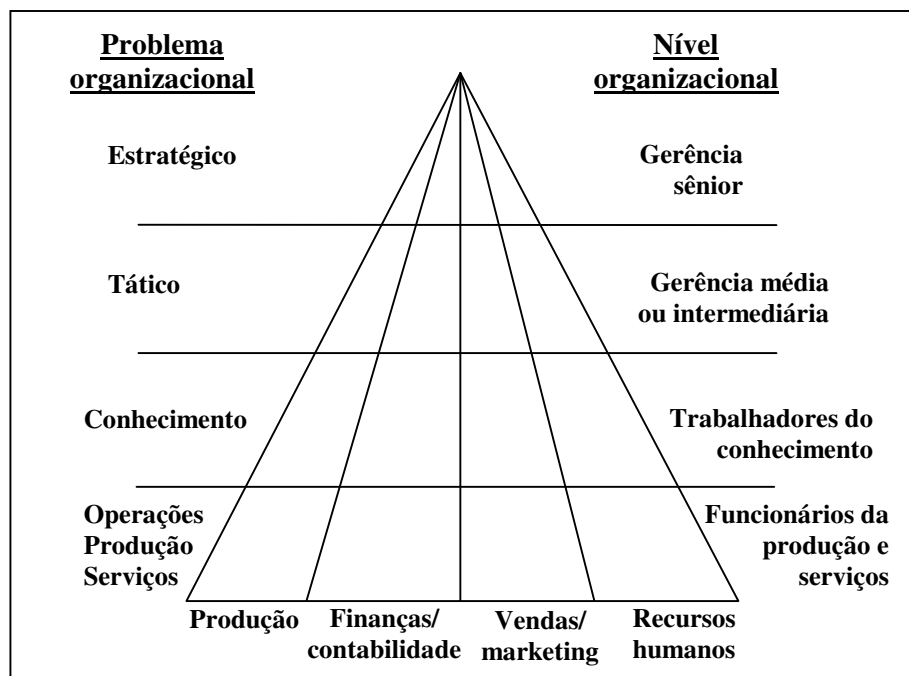 Problema
organizacional
Nível
organizacional
Estratégico
Gerência
sênior
Tático
Gerência média
ou intermediária
Conhecimento
Trabalhadores do
conhecimento
Operações
Produção
Serviços
Funcionários da
produção e
serviços
Produção
Finanças/
contabilidade
Vendas/
marketing
Recursos
humanos